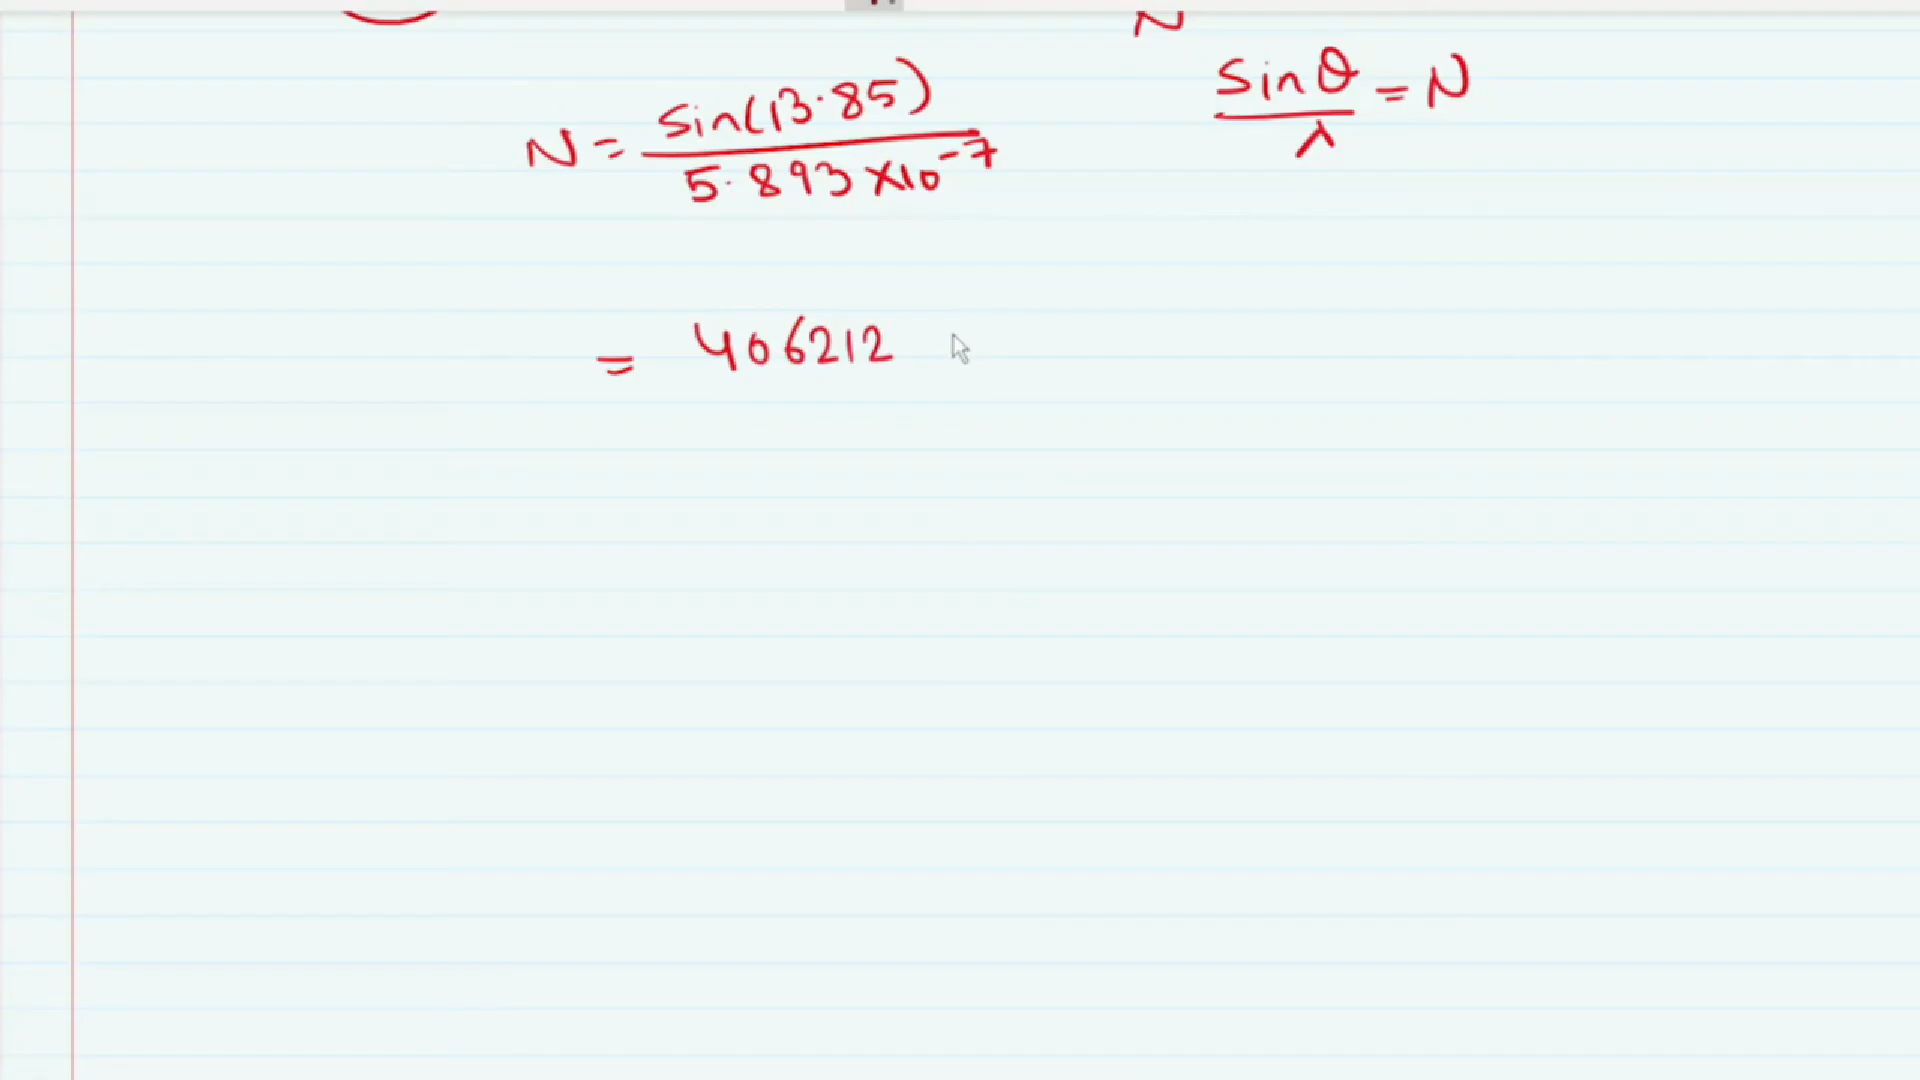 N
sinθ/λ = N
N = sin(13.85)/5.893 × 10⁻⁷
= 406212